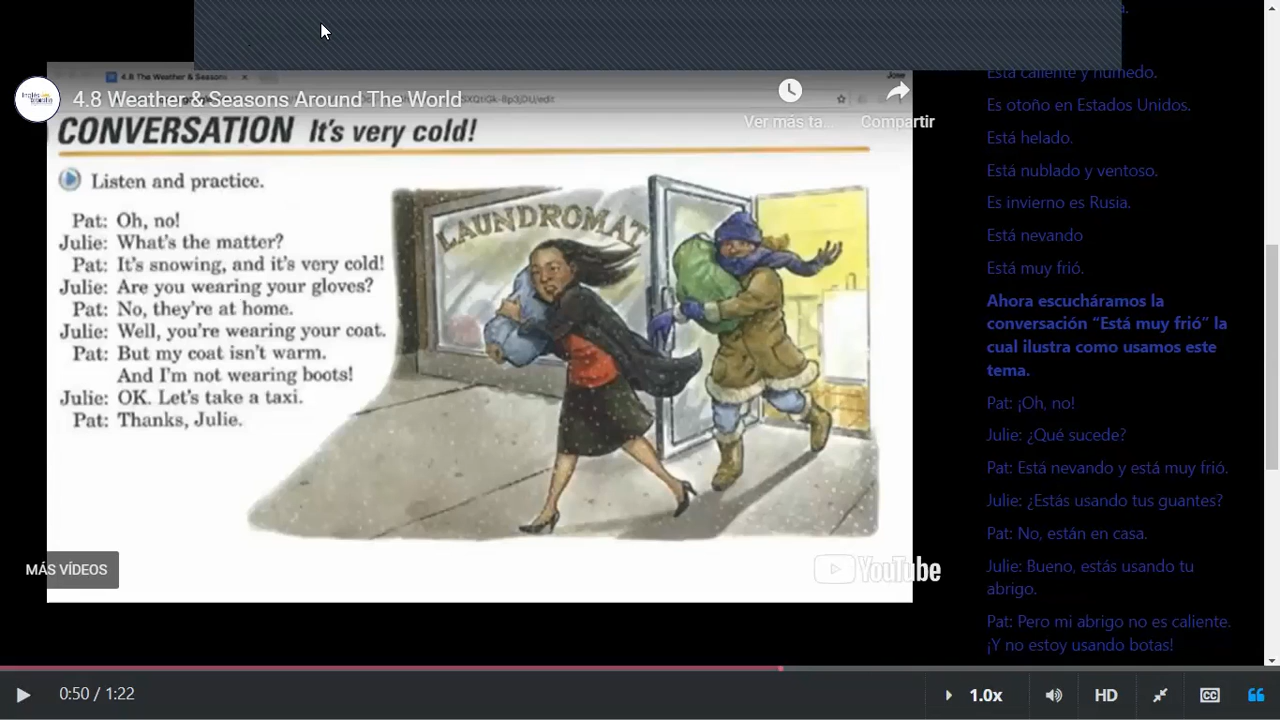 4.8 The Weather & Seasons
4.8 Weather & Seasons Around The World
Ver más ta...
Compartir
CONVERSATION It's very cold!
Listen and practice.
Pat: Oh, no!
Julie: What's the matter?
Pat: It's snowing, and it's very cold!
Julie: Are you wearing your gloves?
Pat: No, they're at home.
Julie: Well, you're wearing your coat.
Pat: But my coat isn't warm.
And I'm not wearing boots!
Julie: OK. Let's take a taxi.
Pat: Thanks, Julie.
LAUNDROMAT
MÁS VÍDEOS
YouTube
Está caliente y húmedo.
Es otoño en Estados Unidos.
Está helado.
Está nublado y ventoso.
Es invierno es Rusia.
Está nevando
Está muy frió.
Ahora escucháramos la
conversación “Está muy frió” la
cual ilustra como usamos este
tema.
Pat: ¡Oh, no!
Julie: ¿Qué sucede?
Pat: Está nevando y está muy frió.
Julie: ¿Estás usando tus guantes?
Pat: No, están en casa.
Julie: Bueno, estás usando tu
abrigo.
Pat: Pero mi abrigo no es caliente.
¡Y no estoy usando botas!
0:50 / 1:22
1.0x
HD
CC